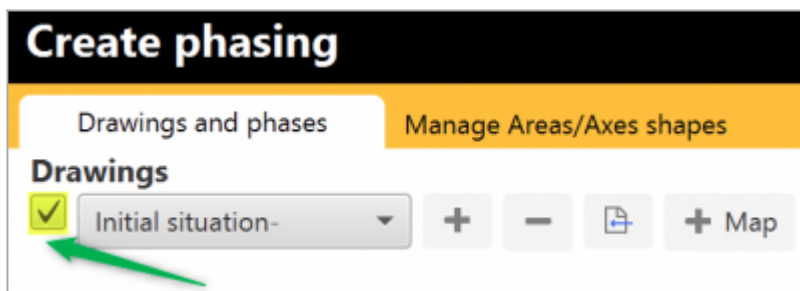 Create phasing
Drawings and phases Manage Areas/Axes shapes
Drawings
Initial situation- + − + Map